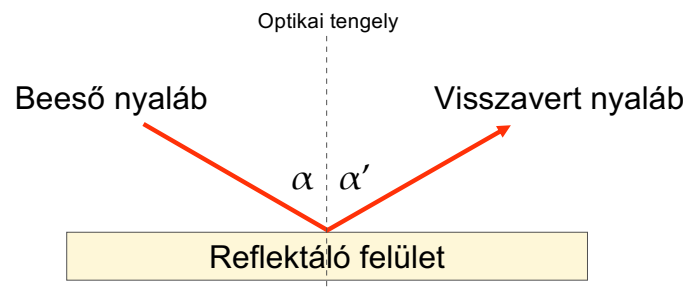 Optikai tengely
Beeső nyaláb
Visszavert nyaláb
α α′
Reflektáló felület